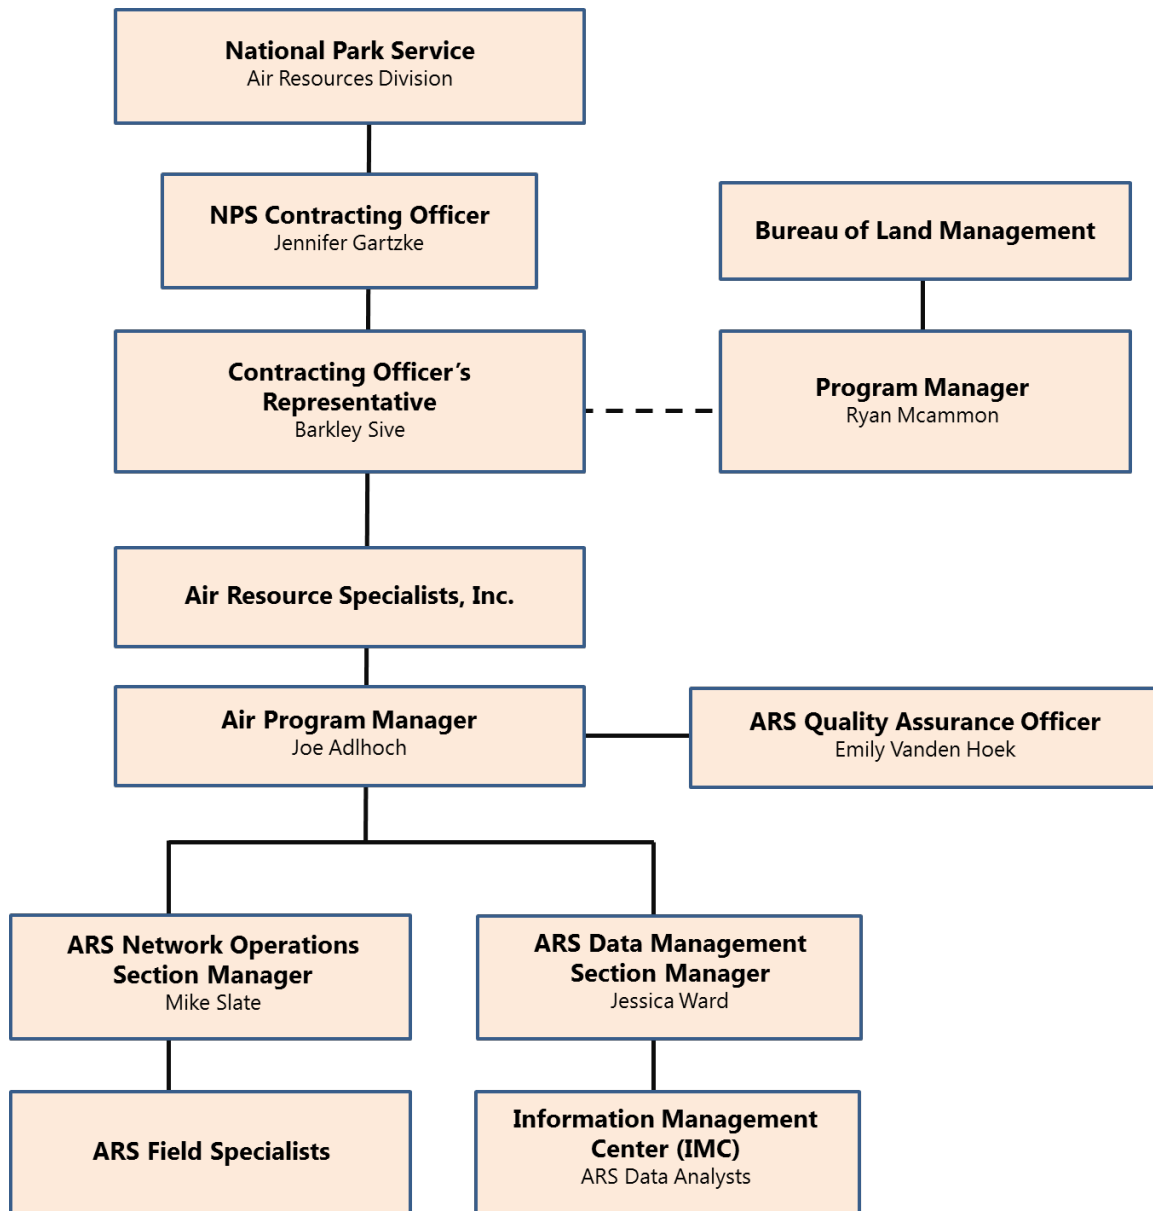 National Park Service
Air Resources Division
NPS Contracting Officer
Jennifer Gartzke
Bureau of Land Management
Contracting Officer’s
Representative
Barkley Sive
Program Manager
Ryan Mcammon
Air Resource Specialists, Inc.
Air Program Manager
Joe Adlhoch
ARS Quality Assurance Officer
Emily Vanden Hoek
ARS Network Operations
Section Manager
Mike Slate
ARS Data Management
Section Manager
Jessica Ward
ARS Field Specialists
Information Management
Center (IMC)
ARS Data Analysts